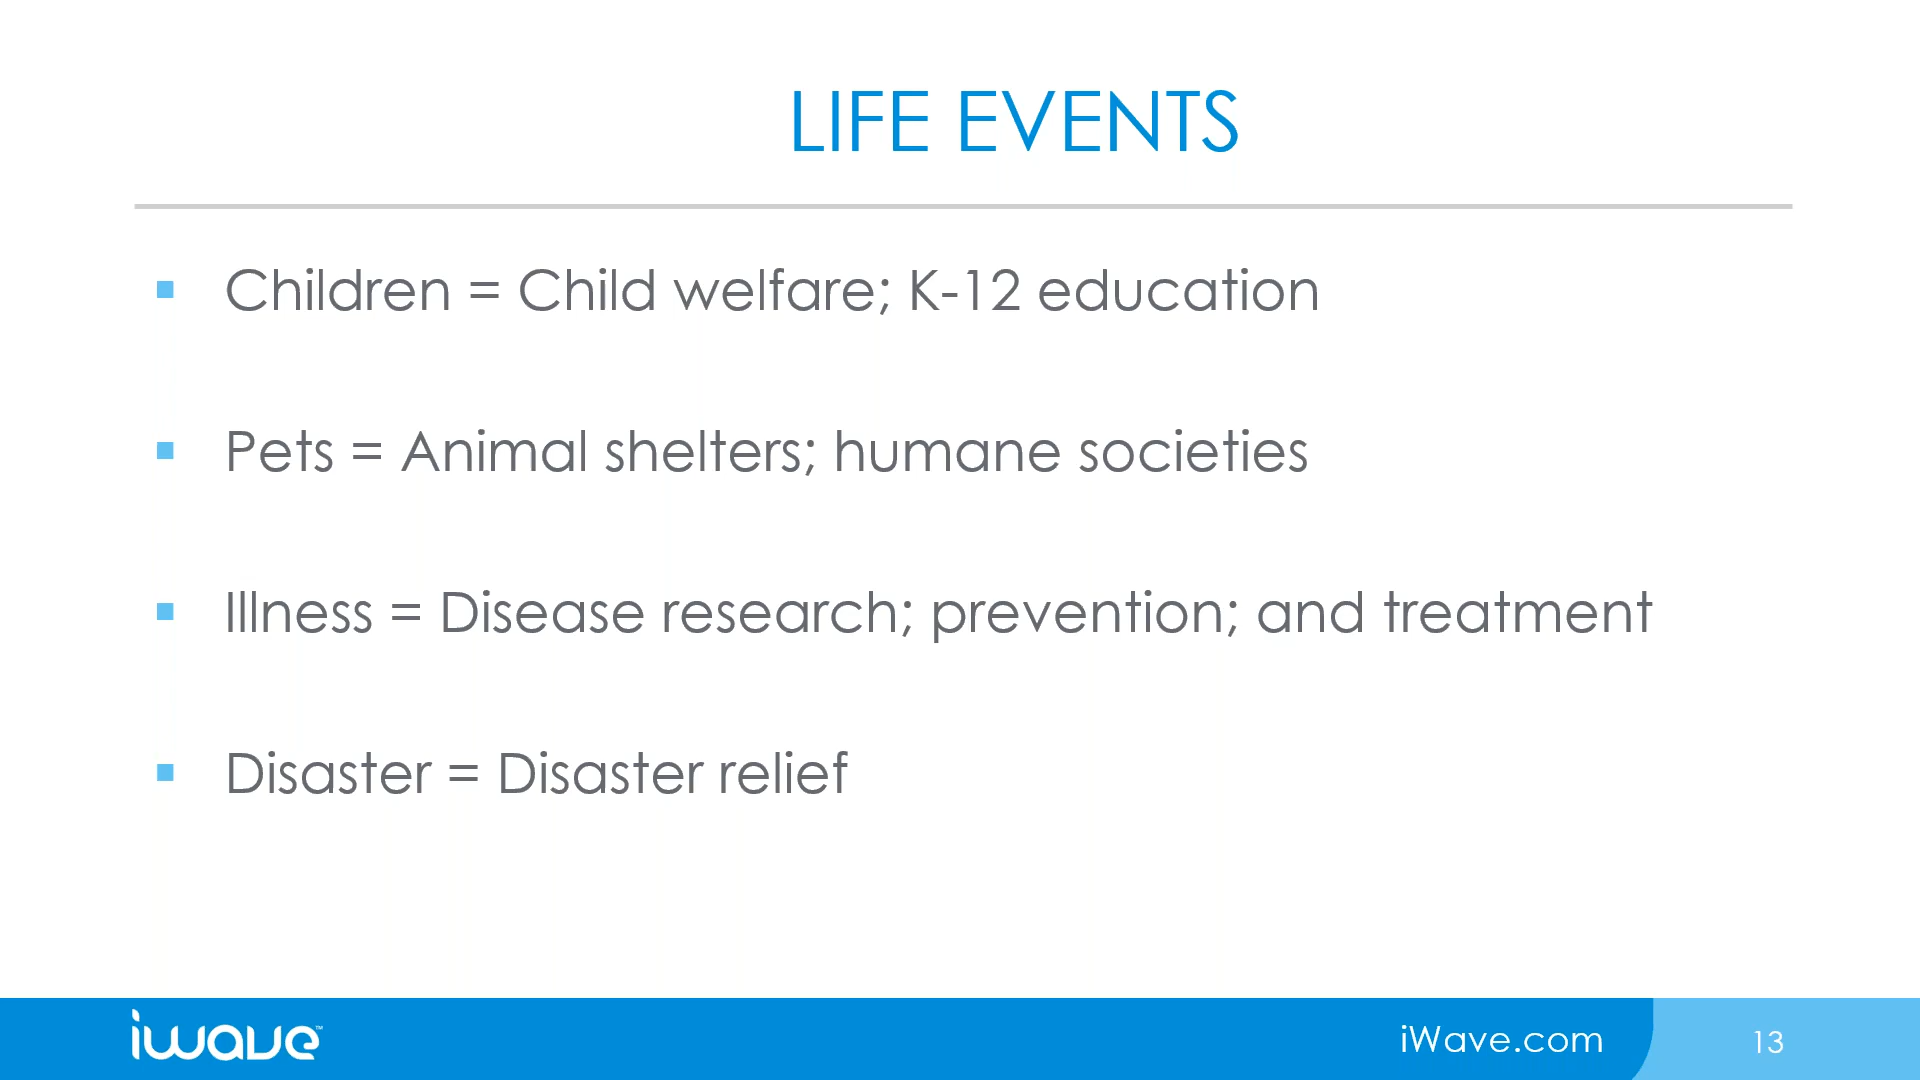 LIFE EVENTS
▪ Children = Child welfare; K-12 education
▪ Pets = Animal shelters; humane societies
▪ Illness = Disease research; prevention; and treatment
▪ Disaster = Disaster relief
iwave™
iWave.com
13